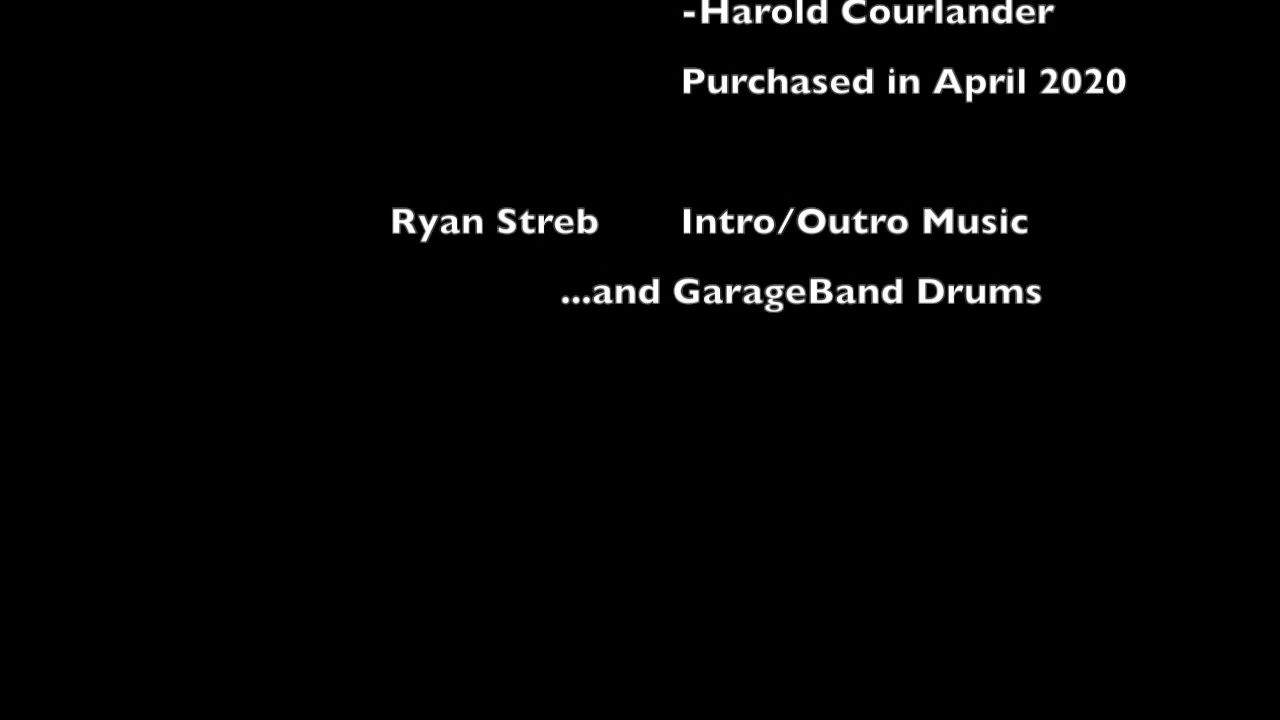 -Harold Courlander
Purchased in April 2020
Ryan Streb Intro/Outro Music
...and GarageBand Drums